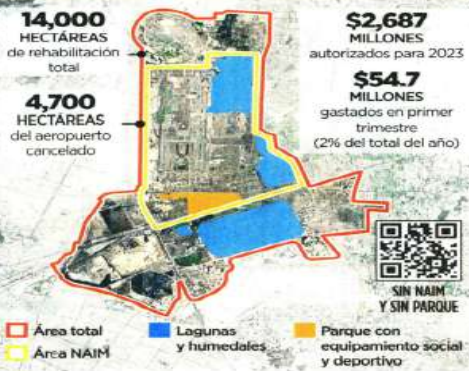 14,000
HECTÁREAS
de rehabilitación
total
4,700
HECTÁREAS
del aeropuerto
cancelado
$2,687
MILLONES
autorizados para 2023
$54.7
MILLONES
gastados en primer
trimestre
(2% del total del año)
SIN NAIM
Y SIN PARQUE
Área total
Área NAIM
Lagunas
y humedales
Parque con
equipamiento social
y deportivo